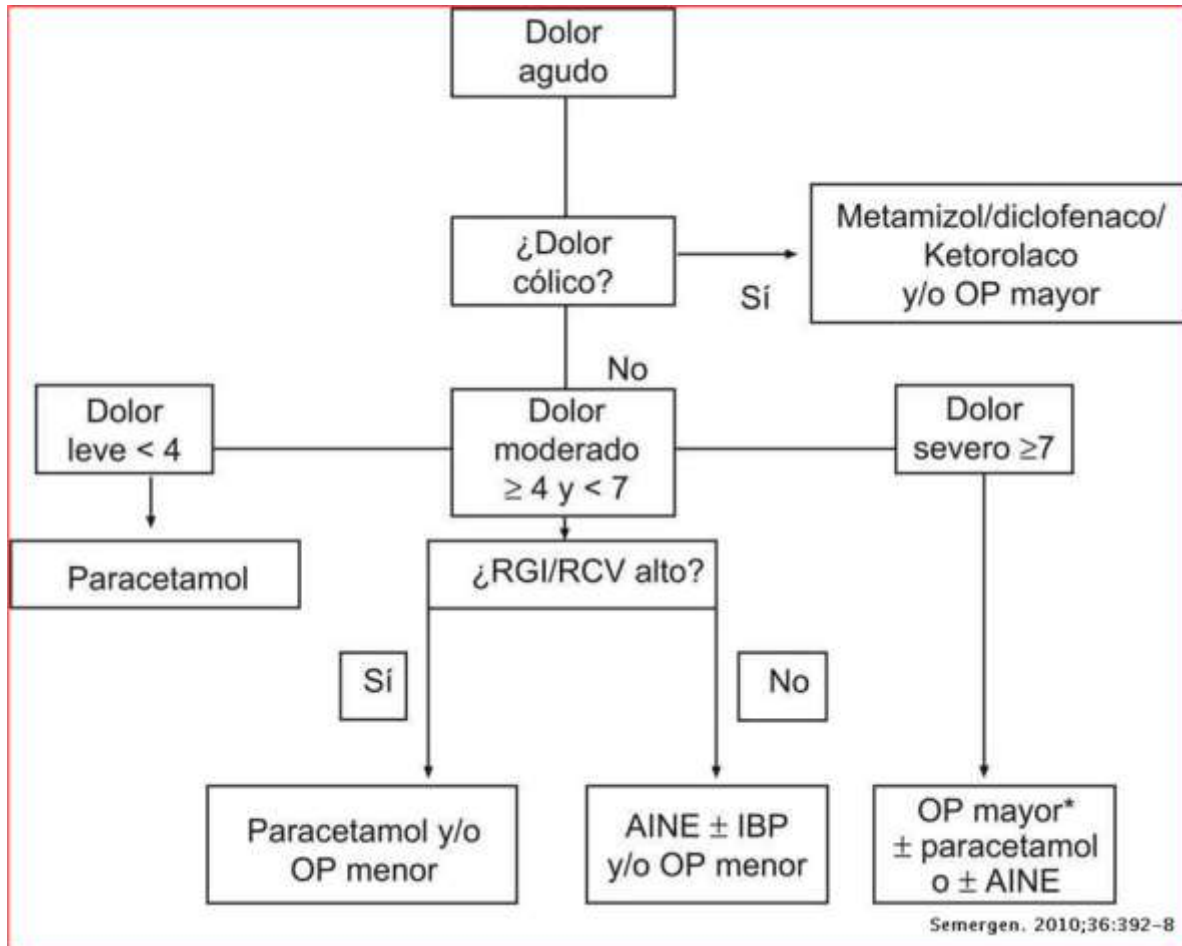 Dolor
agudo
¿Dolor
cólico?
Sí
Metamizol/diclofenaco/
Ketorolaco
y/o OP mayor
No
Dolor
leve < 4
Dolor
moderado
≥ 4 y < 7
Dolor
severo ≥7
Paracetamol
¿RGI/RCV alto?
Sí
No
Paracetamol y/o
OP menor
AINE ± IBP
y/o OP menor
OP mayor*
± paracetamol
o ± AINE
Semergen. 2010;36:392-8